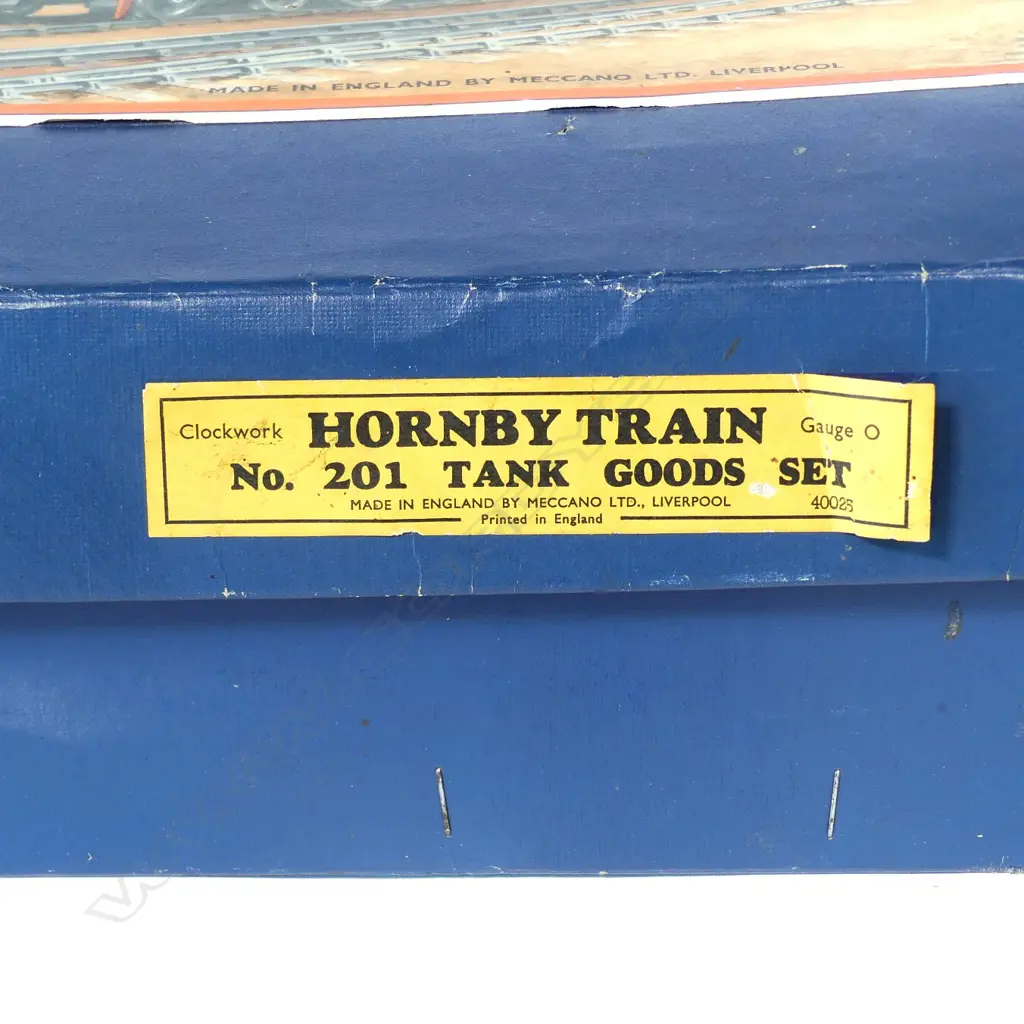 MADE IN ENGLAND BY MECCANO LTD. LIVERPOOL
Clockwork HORNBY TRAIN Gauge O
No. 201 TANK GOODS SET
MADE IN ENGLAND BY MECCANO LTD., LIVERPOOL 40025
Printed in England